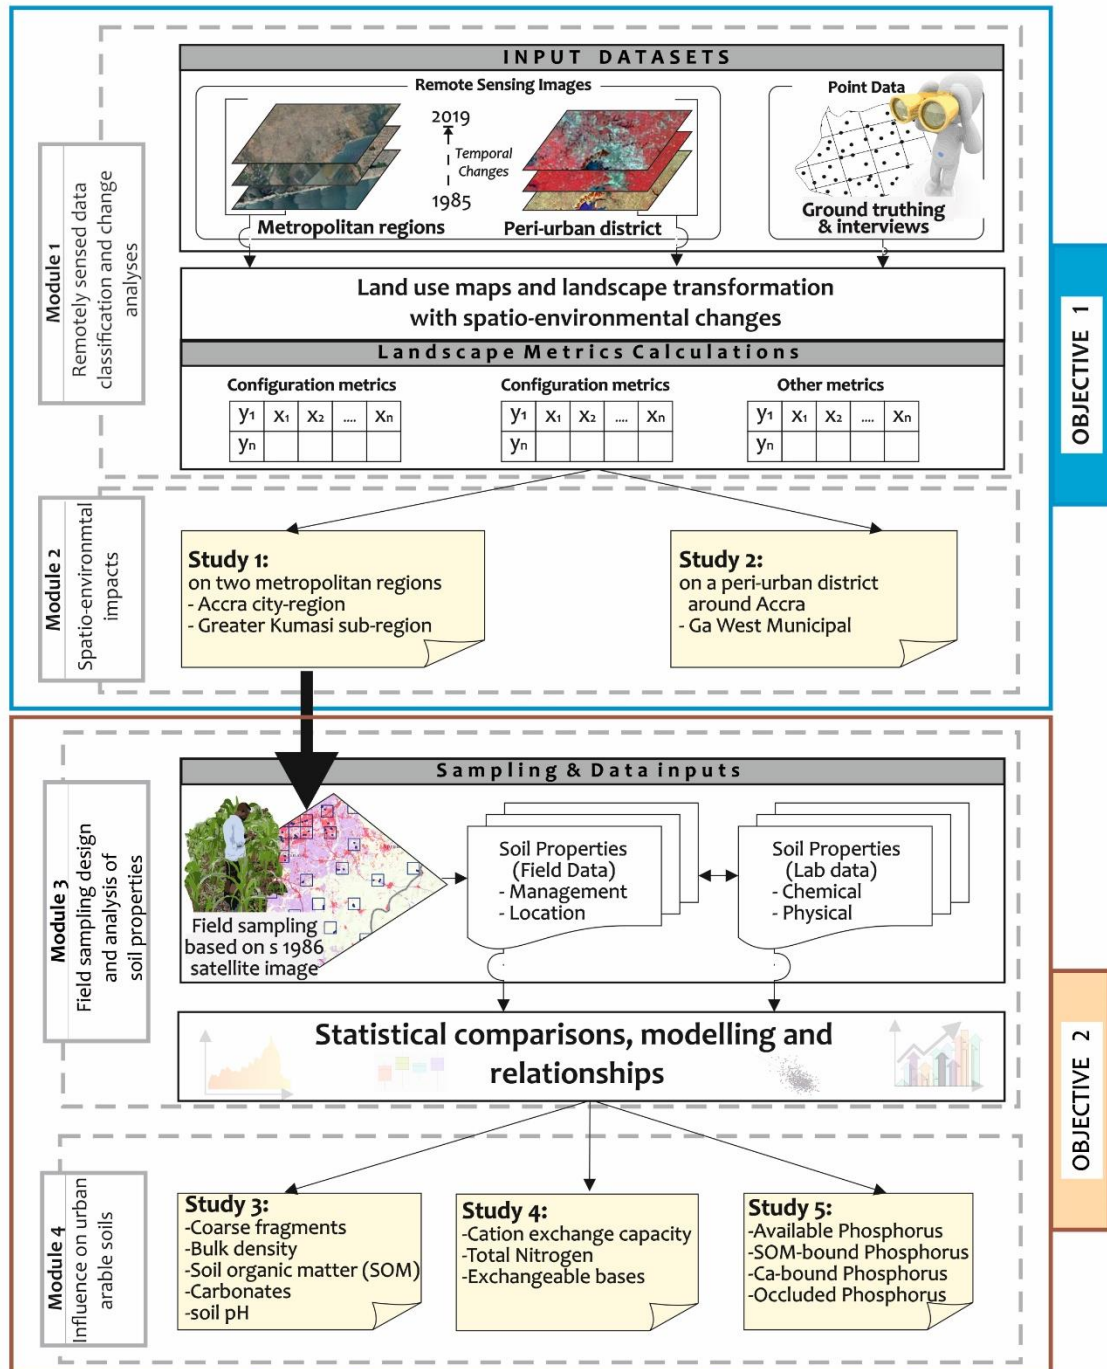 INPUT DATASETS
Remote Sensing Images
2019
Temporal
Changes
1985
Metropolitan regions
Peri-urban district
Point Data
Ground truthing
& interviews
Module 1
Remotely sensed data
classification and change
analyses
Land use maps and landscape transformation
with spatio-environmental changes
Landscape Metrics Calculations
Configuration metrics
y1 x1 x2 .... xn
yn
Configuration metrics
y1 x1 x2 .... xn
yn
Other metrics
y1 x1 x2 .... xn
yn
OBJECTIVE 1
Module 2
Spatio-environmtal
impacts
Study 1:
on two metropolitan regions
- Accra city-region
- Greater Kumasi sub-region
Study 2:
on a peri-urban district
around Accra
- Ga West Municipal
Module 3
Field sampling design
and analysis of
soil properties
Sampling & Data inputs
Field sampling
based on s 1986
satellite image
Soil Properties
(Field Data)
- Management
- Location
Soil Properties
(Lab data)
- Chemical
- Physical
Statistical comparisons, modelling and
relationships
OBJECTIVE 2
Module 4
Influence on urban
arable soils
Study 3:
-Coarse fragments
-Bulk density
-Soil organic matter (SOM)
-Carbonates
-soil pH
Study 4:
-Cation exchange capacity
-Total Nitrogen
-Exchangeable bases
Study 5:
-Available Phosphorus
-SOM-bound Phosphorus
-Ca-bound Phosphorus
-Occluded Phosphorus